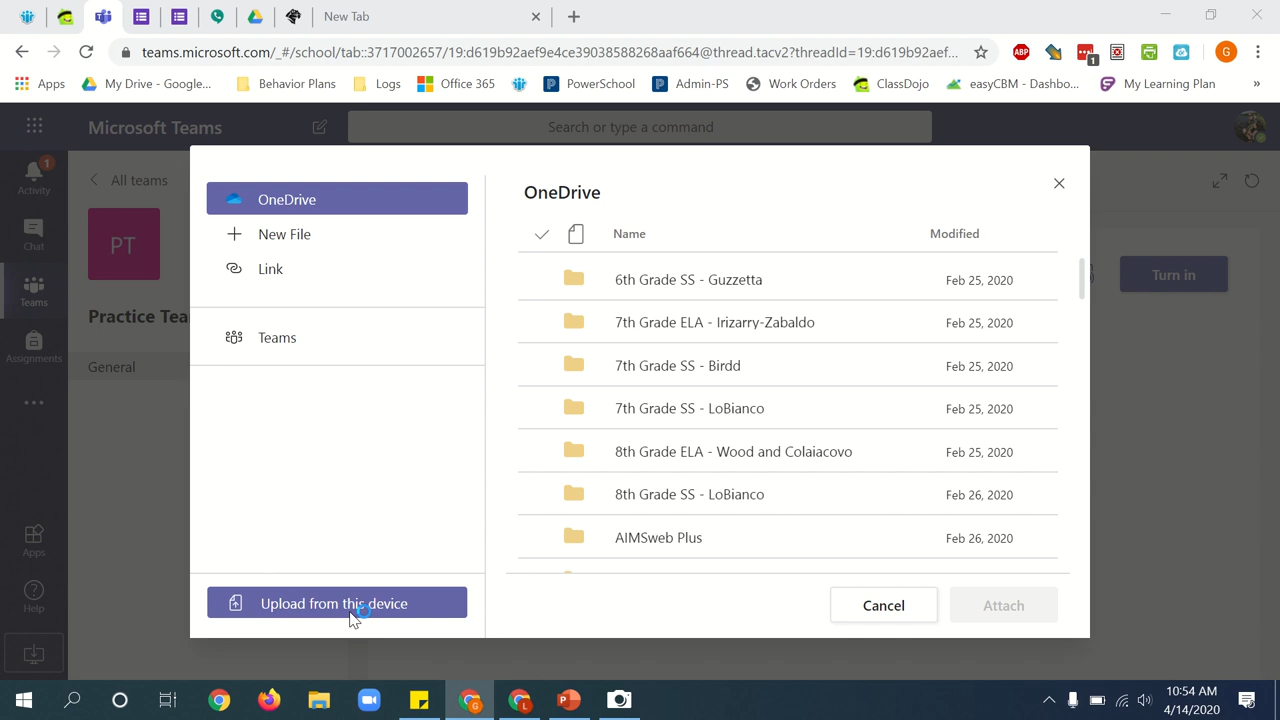 New Tab
teams.microsoft.com/_#/school/tab::3717002657/19:d619b92aef9e4ce39038588268aaf664@thread.tacv2?threadId=19:d619b92aef...
ABP
1
G
Apps
My Drive - Google...
Behavior Plans
Logs
Office 365
PowerSchool
Admin-PS
Work Orders
ClassDojo
easyCBM - Dashbo...
My Learning Plan
»
Microsoft Teams
Search or type a command
1
Activity
Chat
Teams
Assignments
Apps
Help
All teams
PT
Practice Tea
General
Turn in
OneDrive
New File
Link
Teams
Upload from this device
OneDrive
Name
Modified
6th Grade SS - Guzzetta
Feb 25, 2020
7th Grade ELA - Irizarry-Zabaldo
Feb 25, 2020
7th Grade SS - Birdd
Feb 25, 2020
7th Grade SS - LoBianco
Feb 25, 2020
8th Grade ELA - Wood and Colaiacovo
Feb 25, 2020
8th Grade SS - LoBianco
Feb 26, 2020
AIMSweb Plus
Feb 26, 2020
Cancel
Attach
G
L
10:54 AM
4/14/2020